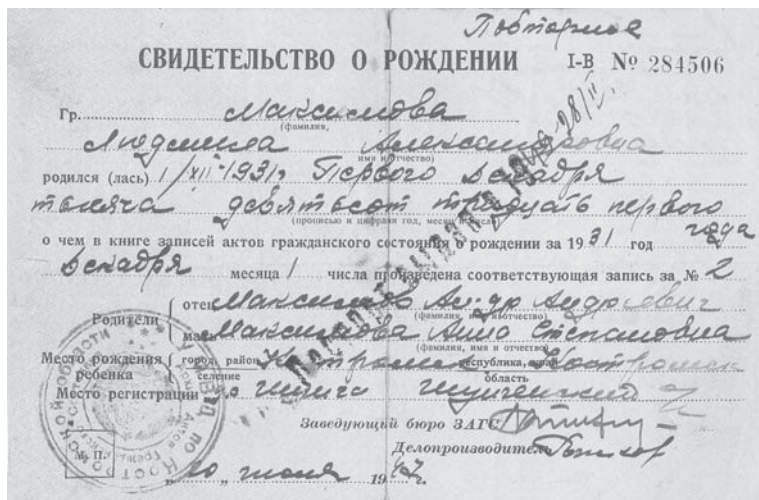 Повторное
СВИДЕТЕЛЬСТВО О РОЖДЕНИИ I-В № 284506
Гр. Максимова
(фамилия,
Людмила Александровна
имя и отчество)
родился (лась) 1/XII-1931, Первого декабря
тысяча девятьсот тридцать первого года
(прописью и цифрами год, месяц и число)
о чем в книге записей актов гражданского состояния о рождении за 1931 год
декабря месяца 1 числа произведена соответствующая запись за № 2
Родители
отец Максимов Ал-др Андреевич
(фамилия, имя и отчество)
мать Максимова Анна Степановна
(фамилия, имя и отчество)
Место рождения ребенка
город, район
селение
республика, край
область
Место регистрации
Заведующий бюро ЗАГС
Делопроизводитель
М. П.
июня 19 г.